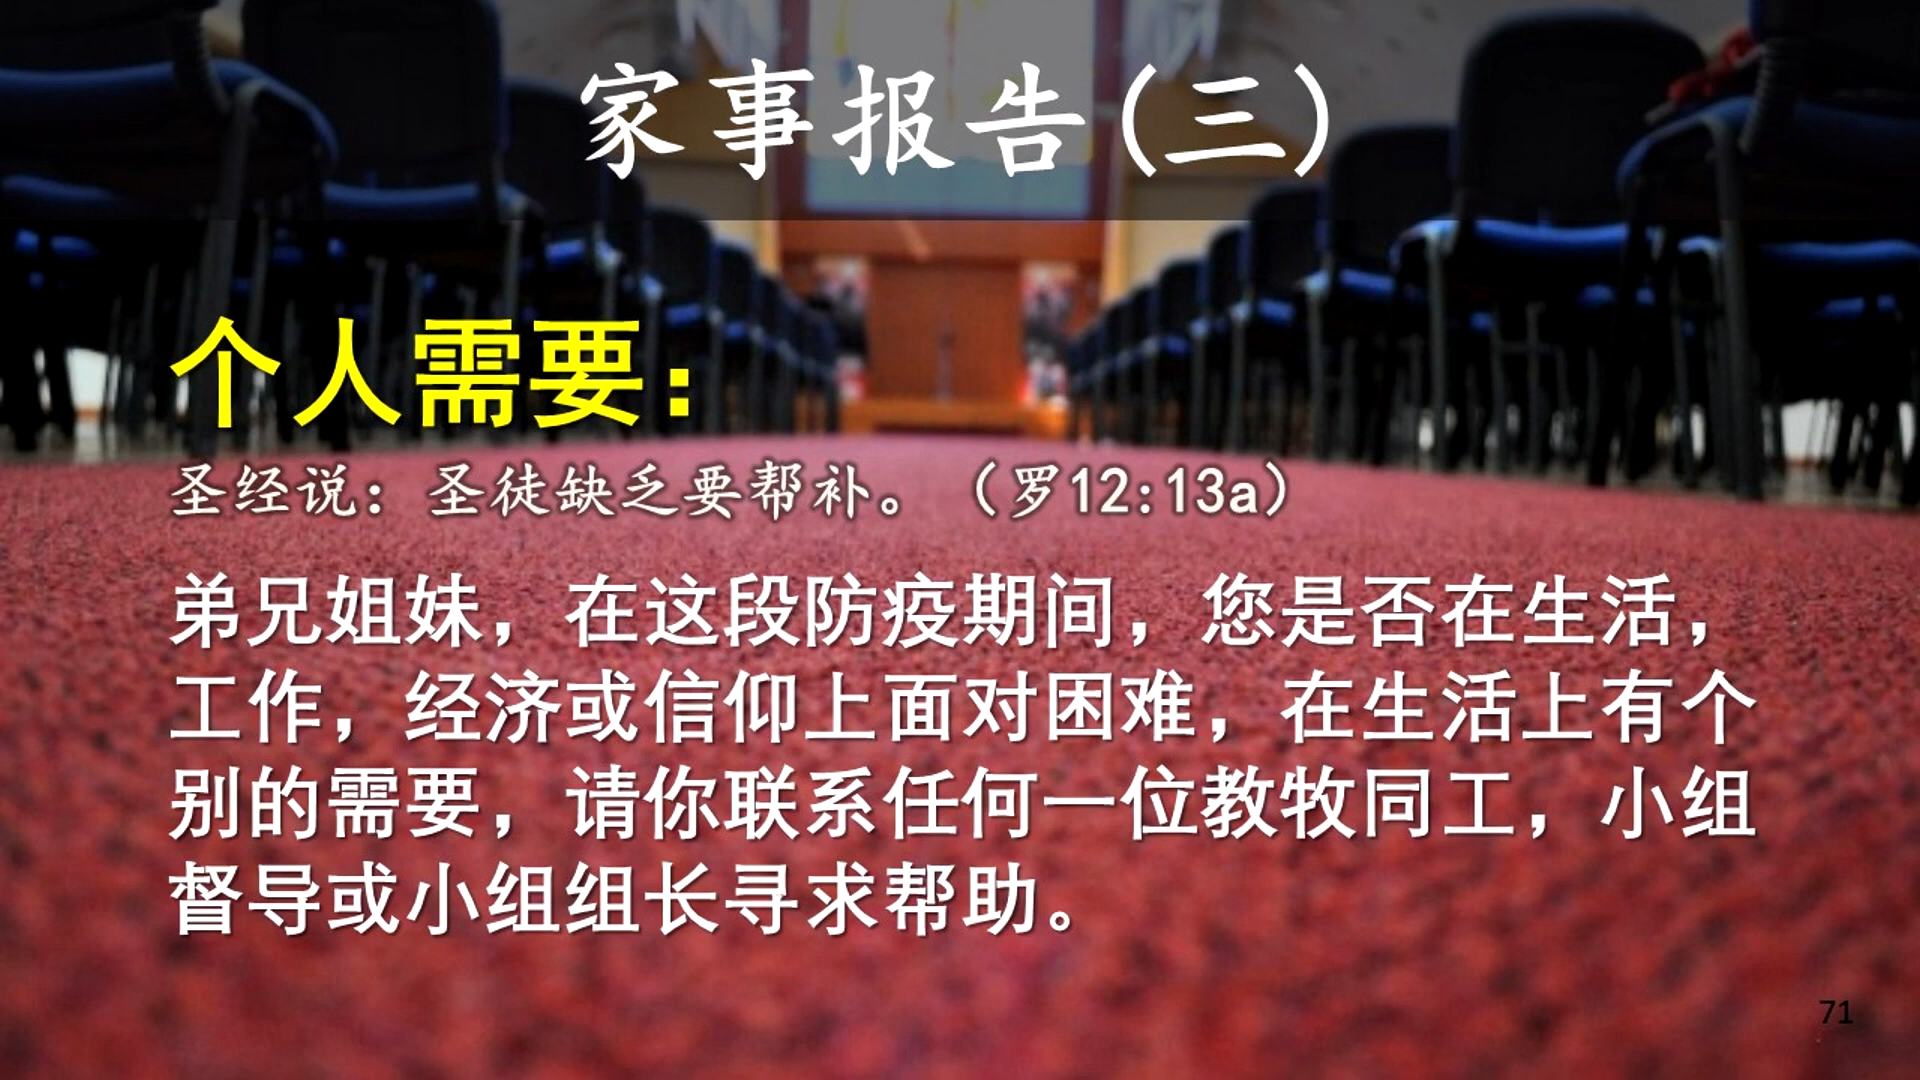 家事报告(三)
个人需要：
圣经说：圣徒缺乏要帮补。（罗12:13a）
弟兄姐妹，在这段防疫期间，您是否在生活，
工作，经济或信仰上面对困难，在生活上有个
别的需要，请你联系任何一位教牧同工，小组
督导或小组组长寻求帮助。
71